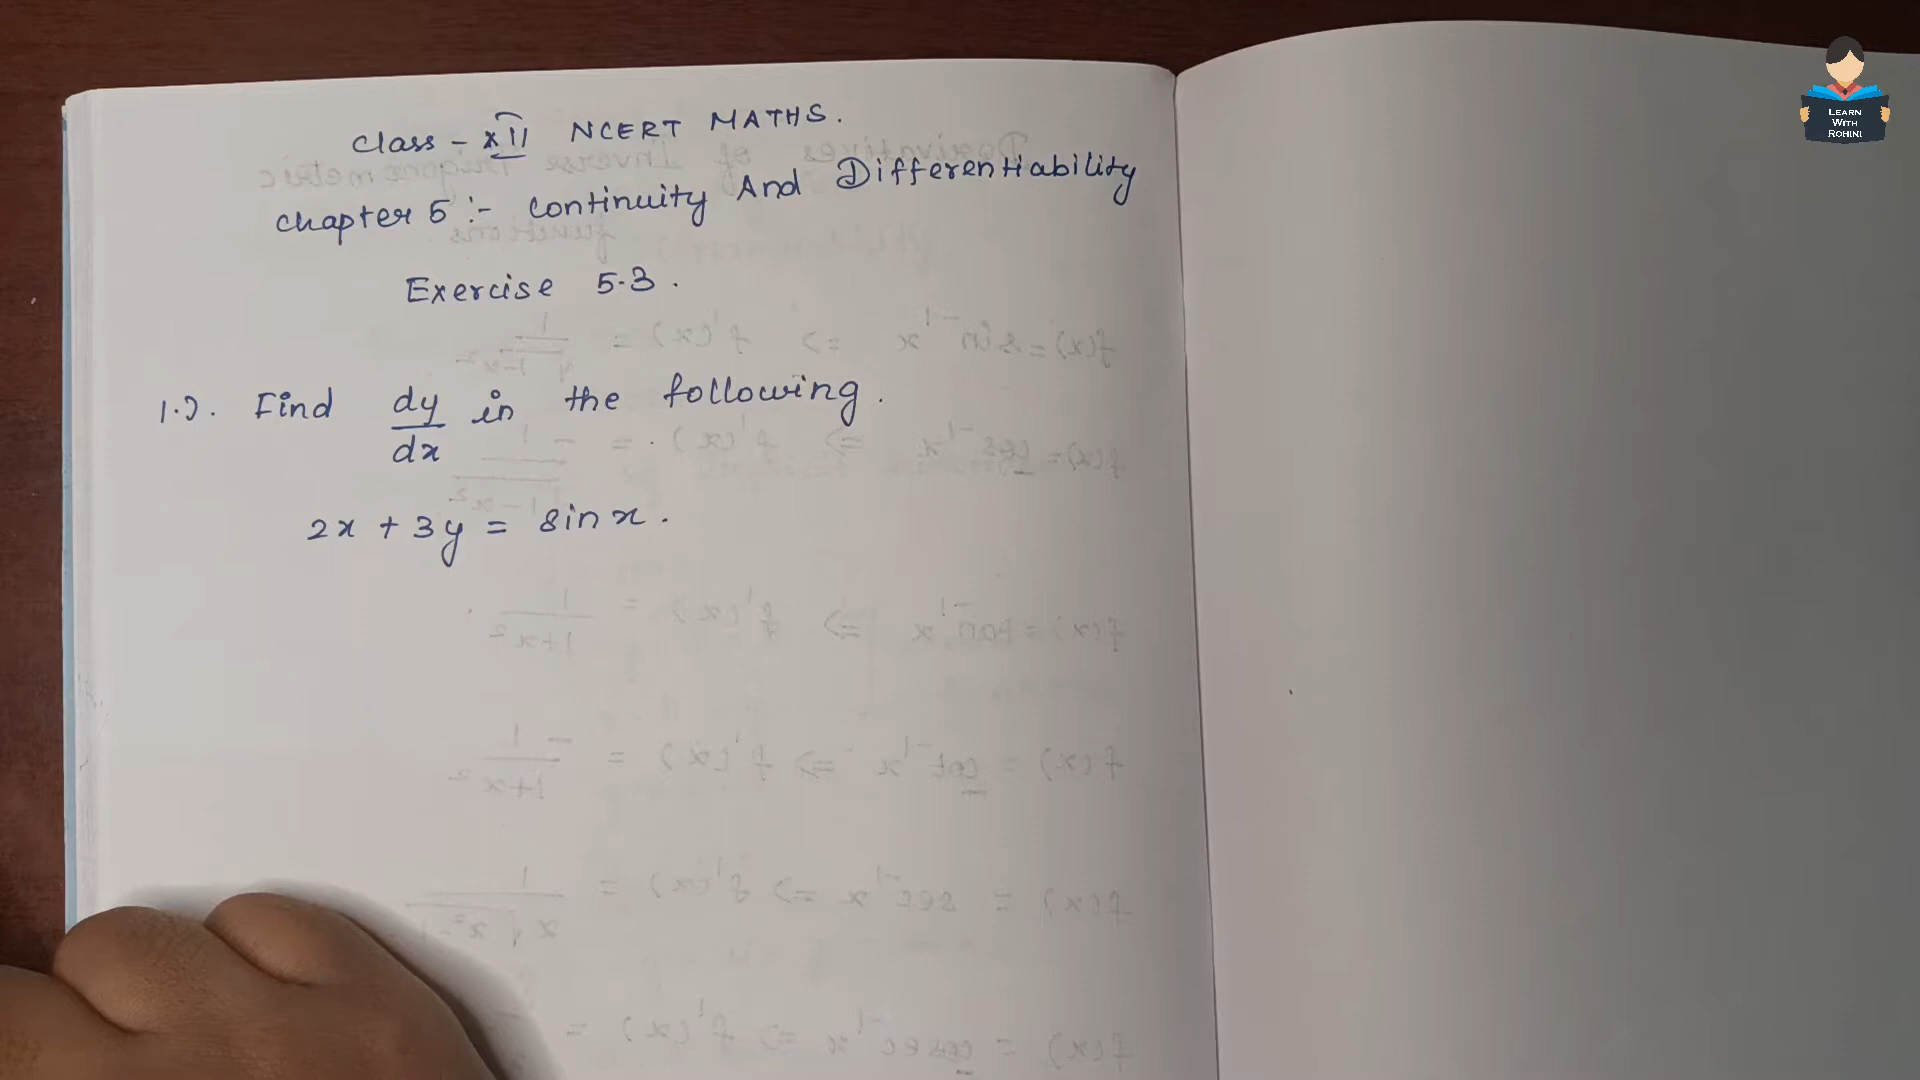 Class - XII NCERT MATHS.
Chapter 5 :- Continuity And Differentiability
Exercise 5.3.
1.). Find dy/dx in the following.
2x + 3y = sin x.
LEARN
WITH
ROHINI